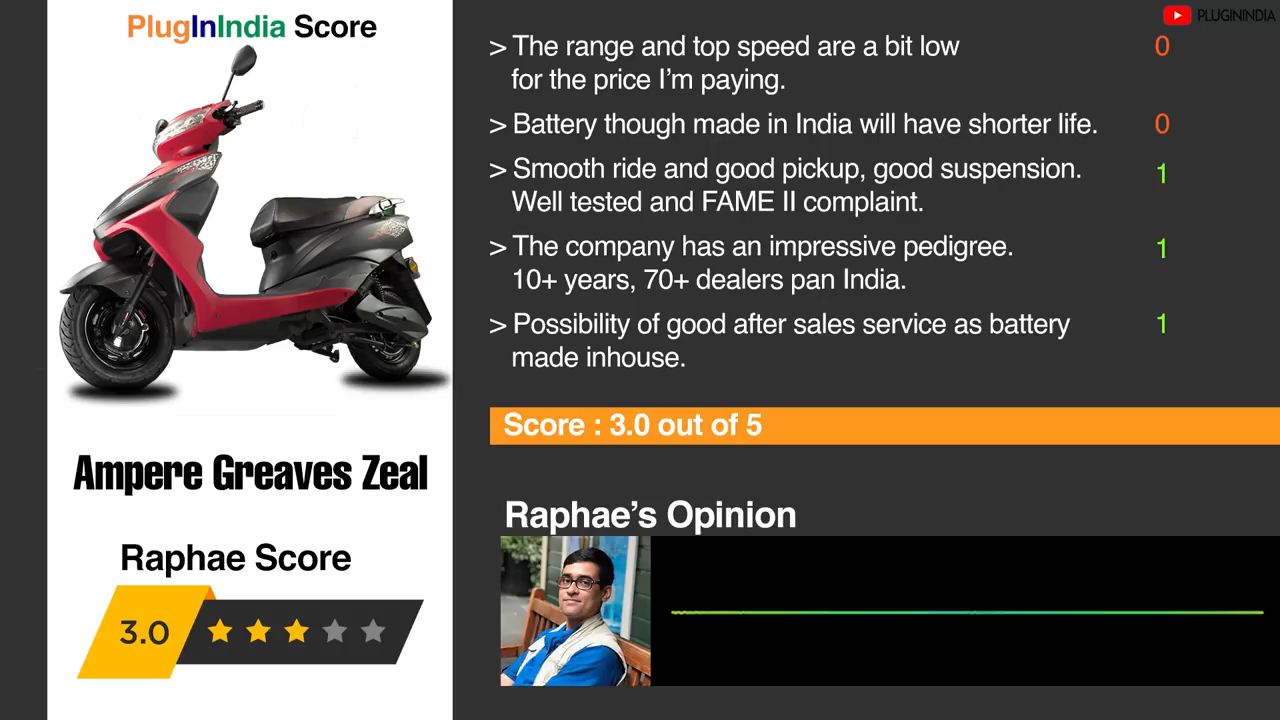 PlugInIndia Score
Ampere Greaves Zeal
Raphae Score
3.0
PLUGININDIA
> The range and top speed are a bit low 0
for the price I'm paying.
> Battery though made in India will have shorter life. 0
> Smooth ride and good pickup, good suspension. 1
Well tested and FAME II complaint.
> The company has an impressive pedigree. 1
10+ years, 70+ dealers pan India.
> Possibility of good after sales service as battery 1
made inhouse.
Score : 3.0 out of 5
Raphae's Opinion